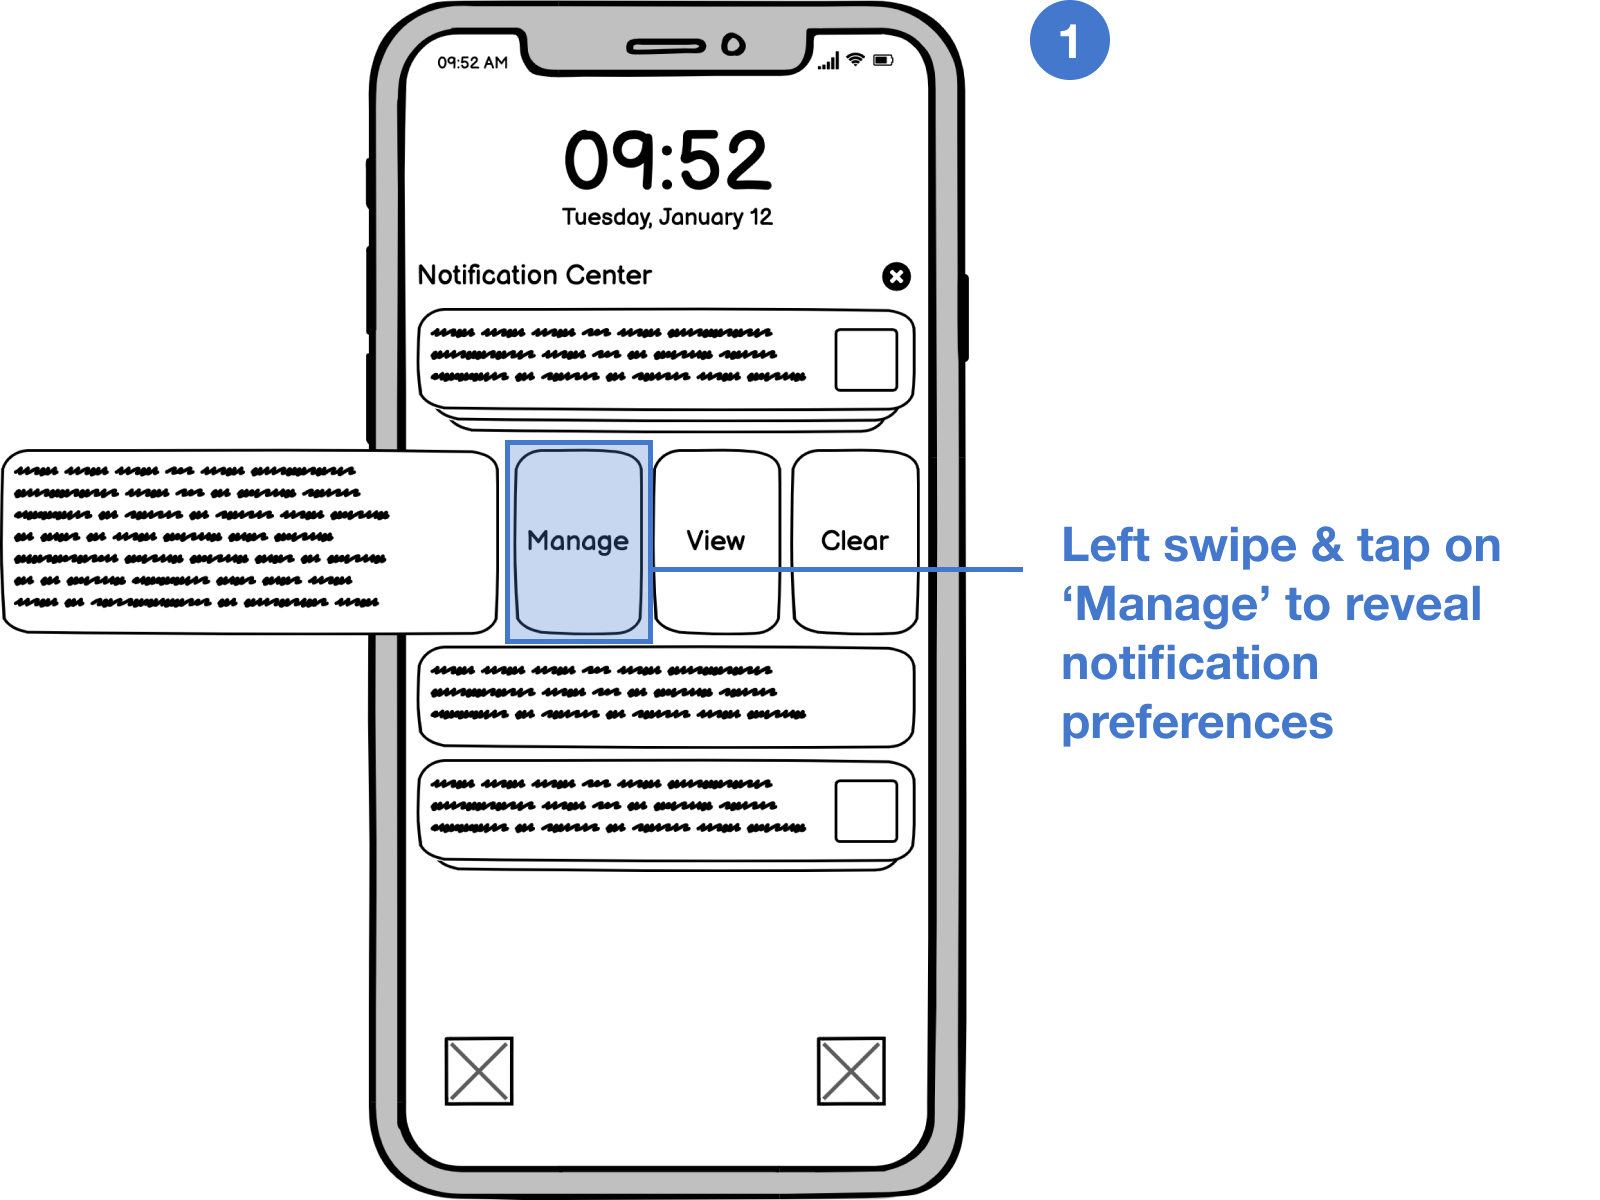 1
09:52 AM
09:52
Tuesday, January 12
Notification Center
Manage
View
Clear
Left swipe & tap on
‘Manage’ to reveal
notification
preferences